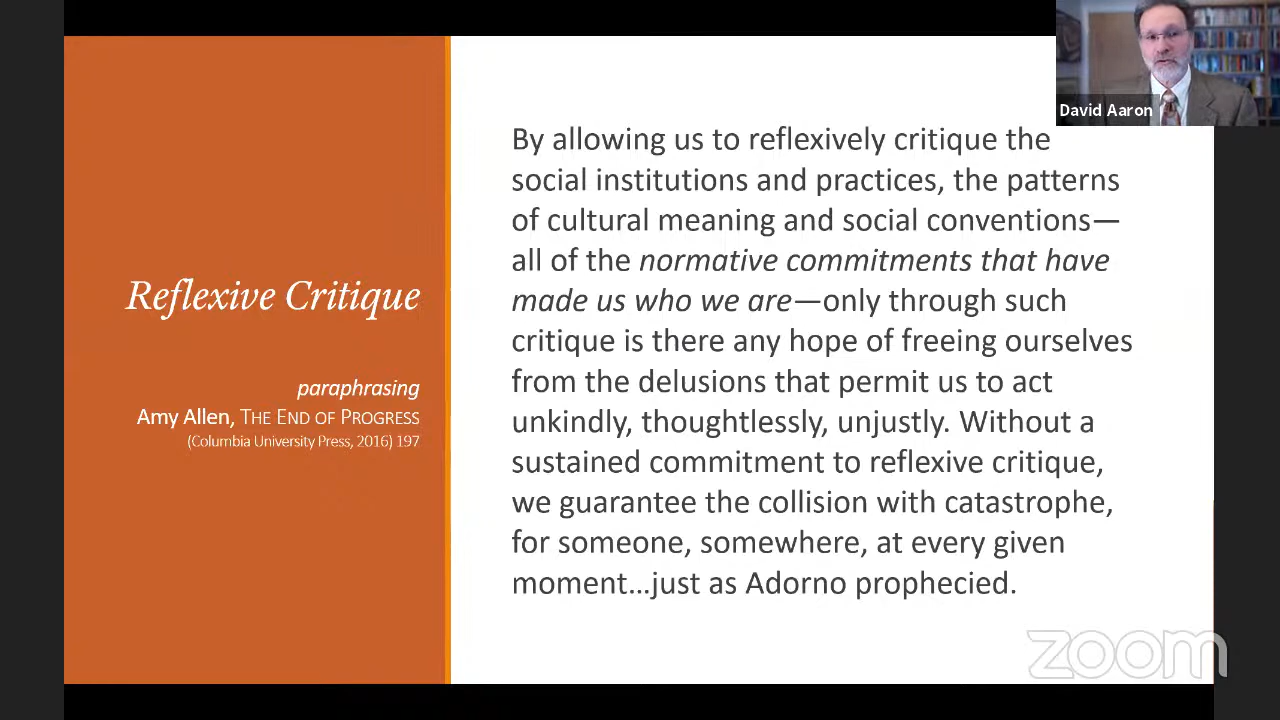 David Aaron
Reflexive Critique
paraphrasing
Amy Allen, THE END OF PROGRESS
(Columbia University Press, 2016) 197
By allowing us to reflexively critique the
social institutions and practices, the patterns
of cultural meaning and social conventions—
all of the normative commitments that have
made us who we are—only through such
critique is there any hope of freeing ourselves
from the delusions that permit us to act
unkindly, thoughtlessly, unjustly. Without a
sustained commitment to reflexive critique,
we guarantee the collision with catastrophe,
for someone, somewhere, at every given
moment…just as Adorno prophecied.
zoom